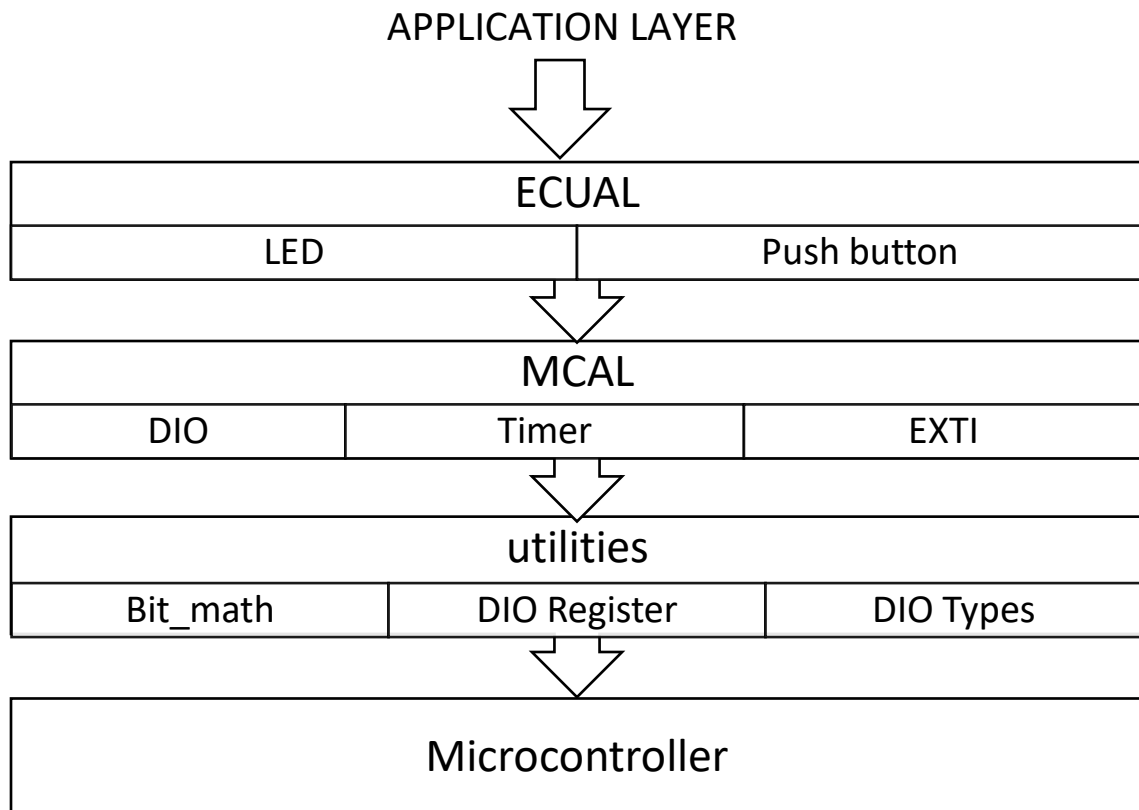 APPLICATION LAYER
ECUAL
LED
Push button
MCAL
DIO
Timer
EXTI
utilities
Bit_math
DIO Register
DIO Types
Microcontroller